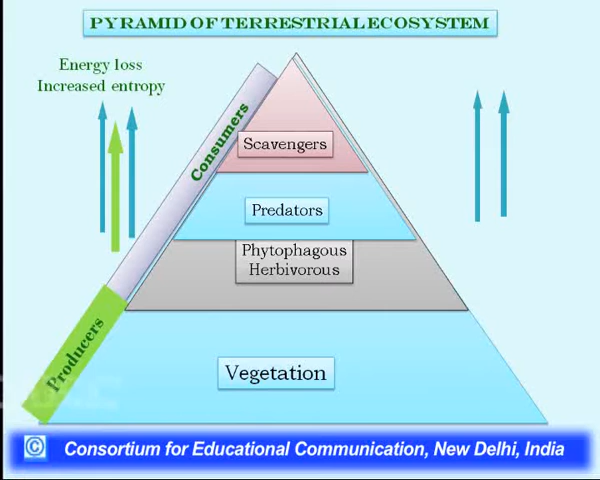 PYRAMID OF TERRESTRIAL ECOSYSTEM
Energy loss
Increased entropy
Consumers
Scavengers
Predators
Phytophagous
Herbivorous
Producers
Vegetation
© Consortium for Educational Communication, New Delhi, India